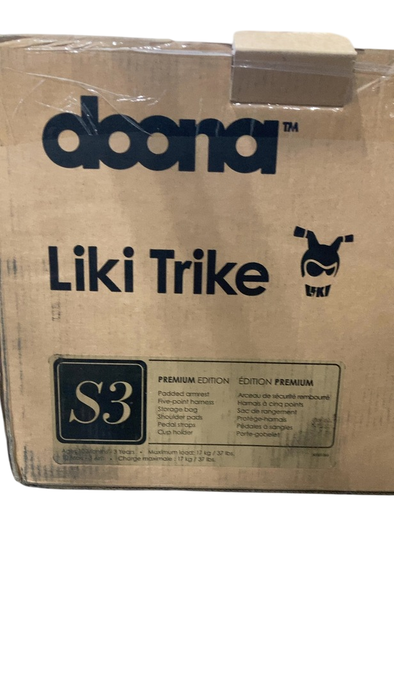 doona™
Liki Trike
LIKI
S3
PREMIUM EDITION
Padded armrest
Five-point harness
Storage bag
Shoulder pads
Pedal straps
Cup holder
ÉDITION PREMIUM
Arceau de sécurité rembourré
Harnais à cinq points
Sac de rangement
Protège-harnais
Pédales à sangles
Porte-gobelet
3 Years • Maximum load: 17 kg / 37 lbs.
• Charge maximale : 17 kg / 37 lbs.